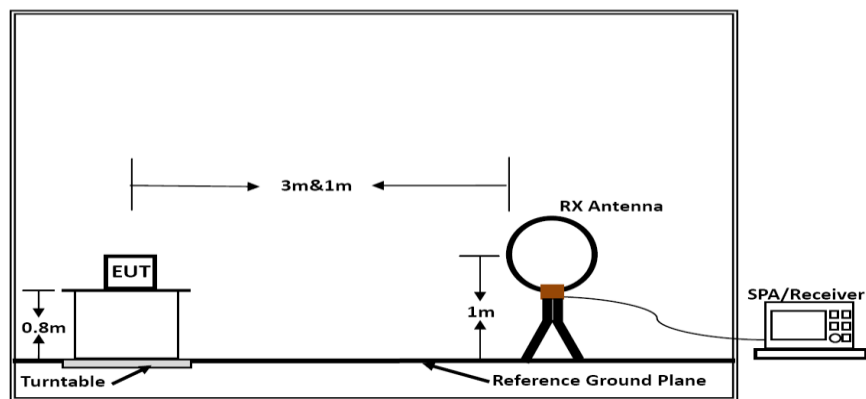 3m&1m
RX Antenna
EUT
SPA/Receiver
0.8m
1m
Turntable
Reference Ground Plane